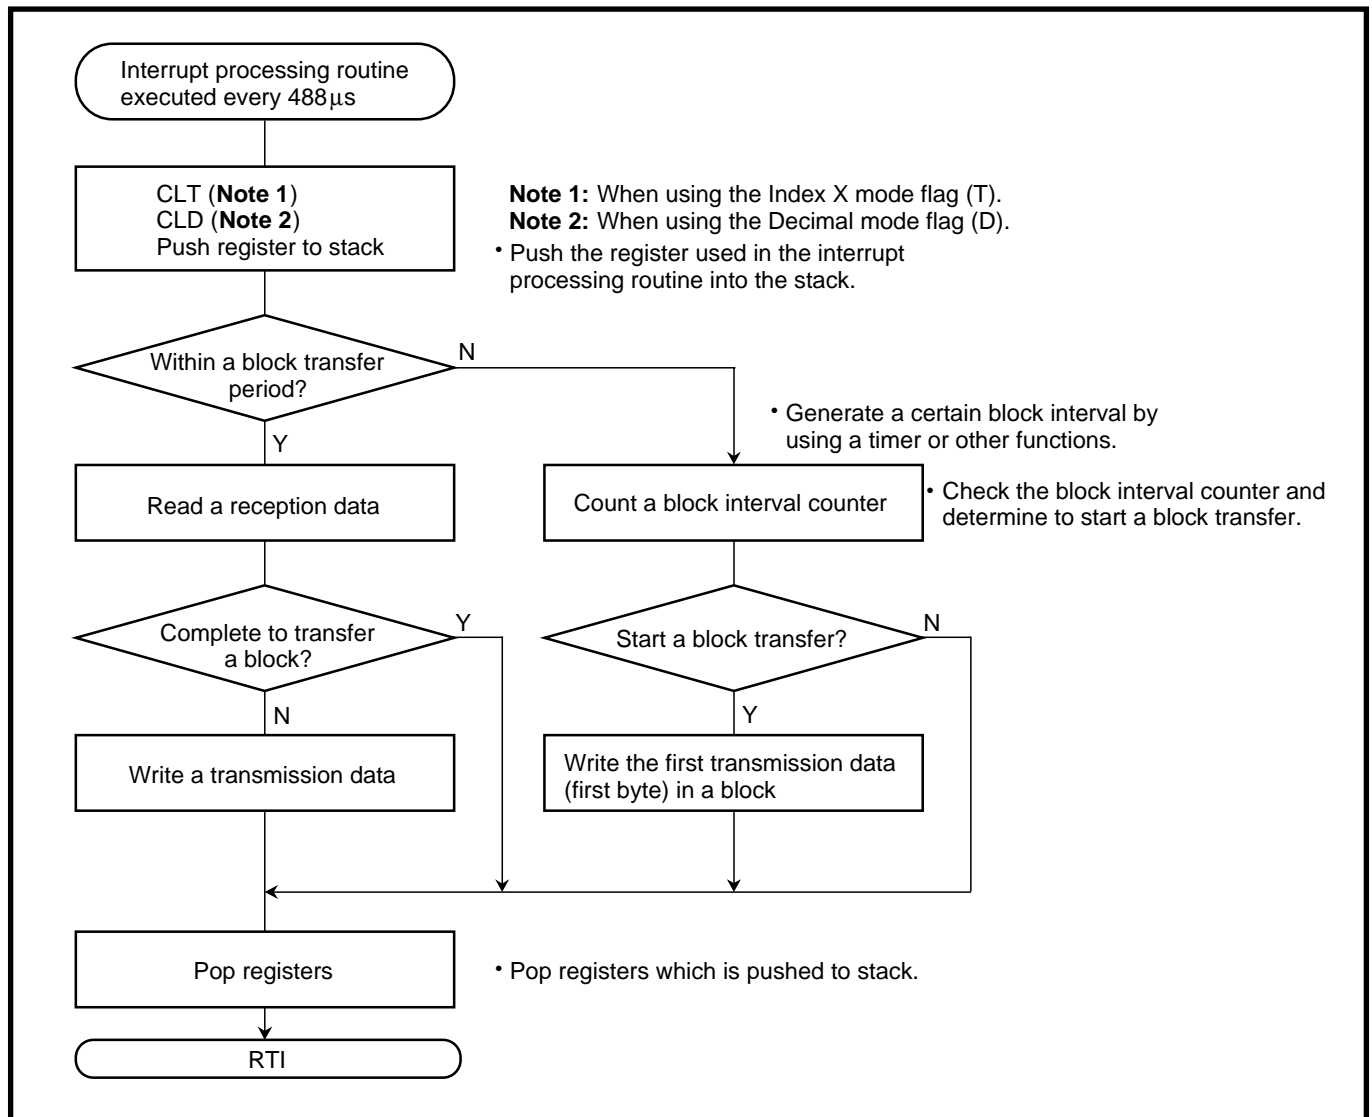 Interrupt processing routine
executed every 488μs
CLT (Note 1)
CLD (Note 2)
Push register to stack
Note 1: When using the Index X mode flag (T).
Note 2: When using the Decimal mode flag (D).
• Push the register used in the interrupt
processing routine into the stack.
Within a block transfer
period?
N
Y
• Generate a certain block interval by
using a timer or other functions.
Read a reception data
Count a block interval counter
• Check the block interval counter and
determine to start a block transfer.
Complete to transfer
a block?
Y
N
Start a block transfer?
N
Y
Write a transmission data
Write the first transmission data
(first byte) in a block
Pop registers
• Pop registers which is pushed to stack.
RTI